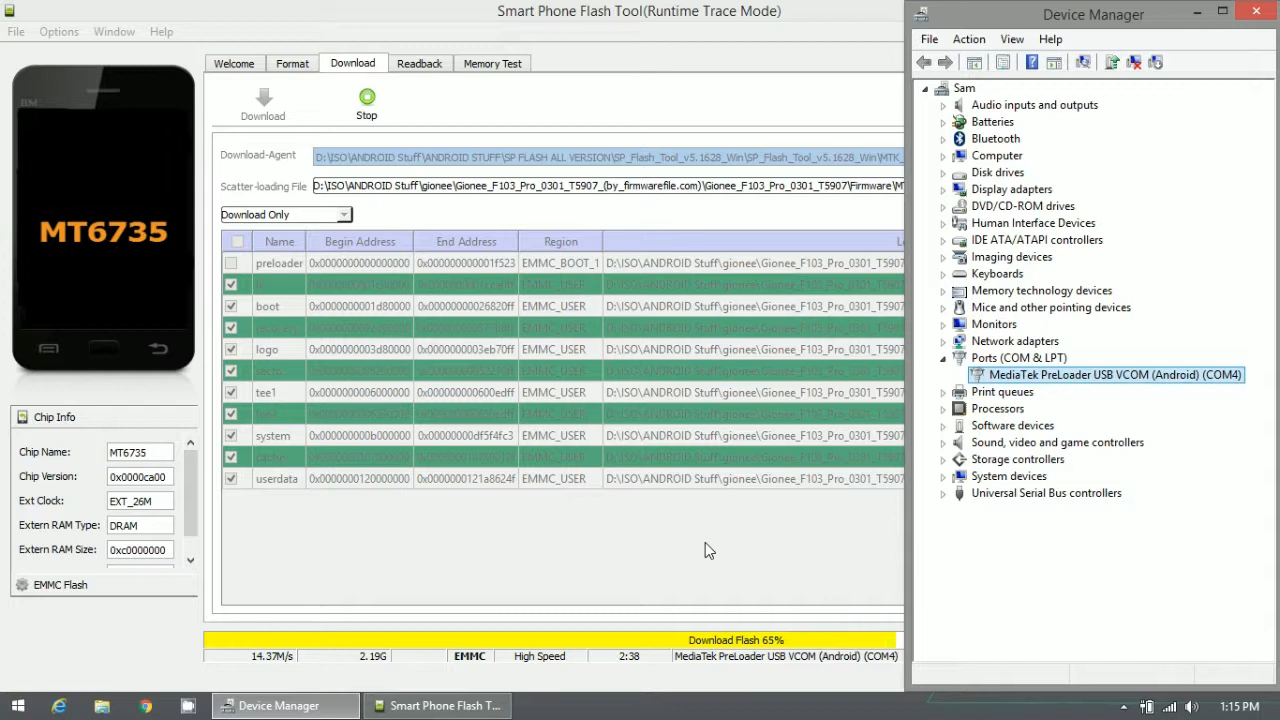 Smart Phone Flash Tool(Runtime Trace Mode)
File Options Window Help
Welcome Format Download Readback Memory Test
Download Stop
Download-Agent D:\ISO\ANDROID Stuff\ANDROID STUFF\SP FLASH ALL VERSION\SP_Flash_Tool_v5.1628_Win\SP_Flash_Tool_v5.1628_Win\MTK_
Scatter-loading File D:\ISO\ANDROID Stuff\gionee\Gionee_F103_Pro_0301_T5907_(by_firmwarefile.com)\Gionee_F103_Pro_0301_T5907\Firmware\M
Download Only
Name Begin Address End Address Region
preloader 0x0000000000000000 0x000000000001f523 EMMC_BOOT_1 D:\ISO\ANDROID Stuff\gionee\Gionee_F103_Pro_0301_T5907
boot 0x0000000001d80000 0x00000000026820ff EMMC_USER D:\ISO\ANDROID Stuff\gionee\Gionee_F103_Pro_0301_T5907
logo 0x0000000003d80000 0x0000000003eb70ff EMMC_USER D:\ISO\ANDROID Stuff\gionee\Gionee_F103_Pro_0301_T5907
tee1 0x0000000006000000 0x000000000600edff EMMC_USER D:\ISO\ANDROID Stuff\gionee\Gionee_F103_Pro_0301_T5907
system 0x000000000b000000 0x00000000df5f4fc3 EMMC_USER D:\ISO\ANDROID Stuff\gionee\Gionee_F103_Pro_0301_T5907
userdata 0x0000000120000000 0x0000000121a8624f EMMC_USER D:\ISO\ANDROID Stuff\gionee\Gionee_F103_Pro_0301_T5907
BM
MT6735
Chip Info
Chip Name: MT6735
Chip Version: 0x0000ca00
Ext Clock: EXT_26M
Extern RAM Type: DRAM
Extern RAM Size: 0xc0000000
EMMC Flash
Download Flash 65%
14.37M/s 2.19G EMMC High Speed 2:38 MediaTek PreLoader USB VCOM (Android) (COM4)
Device Manager
File Action View Help
Sam
Audio inputs and outputs
Batteries
Bluetooth
Computer
Disk drives
Display adapters
DVD/CD-ROM drives
Human Interface Devices
IDE ATA/ATAPI controllers
Imaging devices
Keyboards
Memory technology devices
Mice and other pointing devices
Monitors
Network adapters
Ports (COM & LPT)
MediaTek PreLoader USB VCOM (Android) (COM4)
Print queues
Processors
Software devices
Sound, video and game controllers
Storage controllers
System devices
Universal Serial Bus controllers
Device Manager Smart Phone Flash T... 1:15 PM